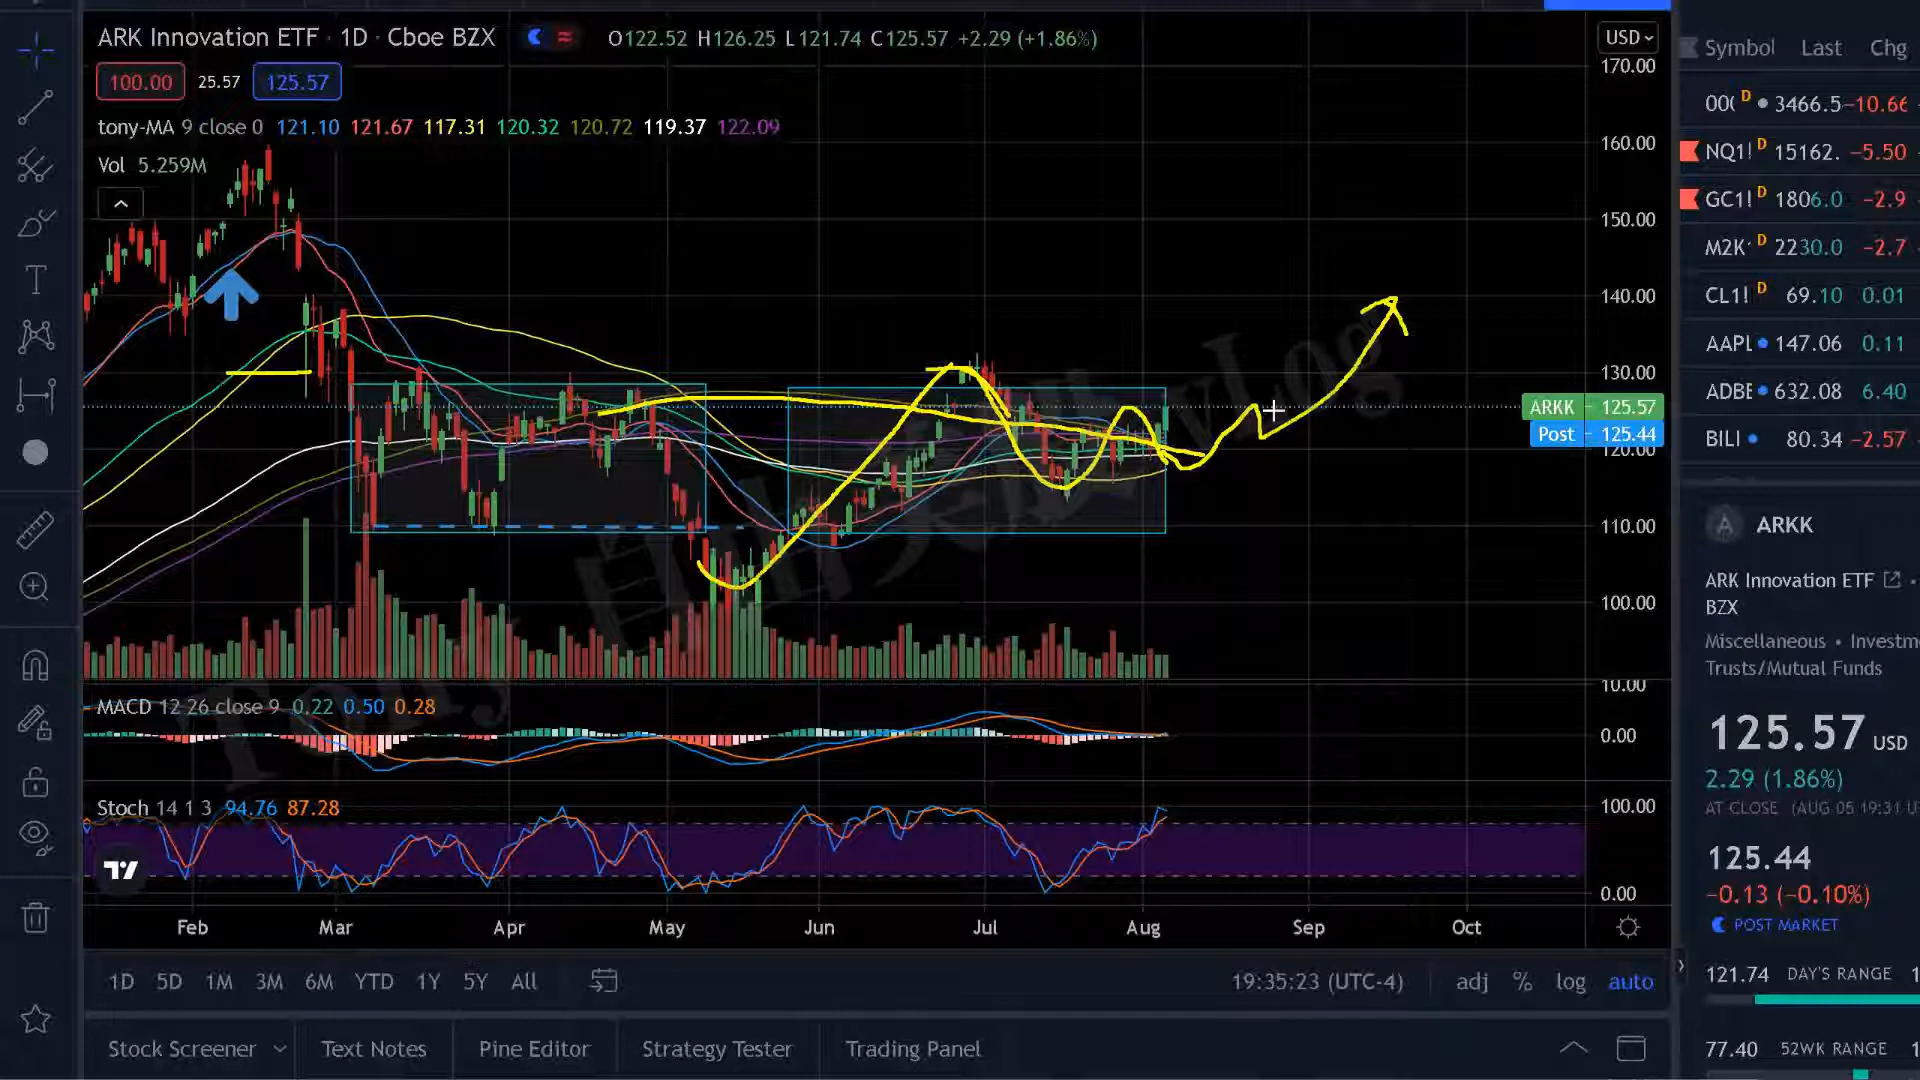 ARK Innovation ETF · 1D · Cboe BZX O122.52 H126.25 L121.74 C125.57 +2.29 (+1.86%)
USD
100.00 25.57 125.57
tony-MA 9 close 0 121.10 121.67 117.31 120.32 120.72 119.37 122.09
Vol 5.259M
170.00
160.00
150.00
140.00
130.00
ARKK 125.57
Post 125.44
120.00
110.00
100.00
MACD 12 26 close 9 0.22 0.50 0.28
10.00
0.00
Stoch 14 1 3 94.76 87.28
100.00
0.00
Feb Mar Apr May Jun Jul Aug Sep Oct
1D 5D 1M 3M 6M YTD 1Y 5Y All
19:35:23 (UTC-4) adj % log auto
Stock Screener Text Notes Pine Editor Strategy Tester Trading Panel
Symbol Last Chg
D 3466.5 −10.66
NQ1! D 15162. −5.50
GC1! D 1806.0 −2.9
M2K D 2230.0 −2.7
CL1! D 69.10 0.01
AAPL 147.06 0.11
ADBE 632.08 6.40
BILI 80.34 −2.57
ARKK
ARK Innovation ETF
BZX
Miscellaneous •
Trusts/Mutual Funds
125.57 USD
2.29 (1.86%)
AT CLOSE (AUG 05 19:31
125.44
−0.13 (−0.10%)
POST MARKET
121.74 DAY'S RANGE
77.40 52WK RANGE
Tony
vLog